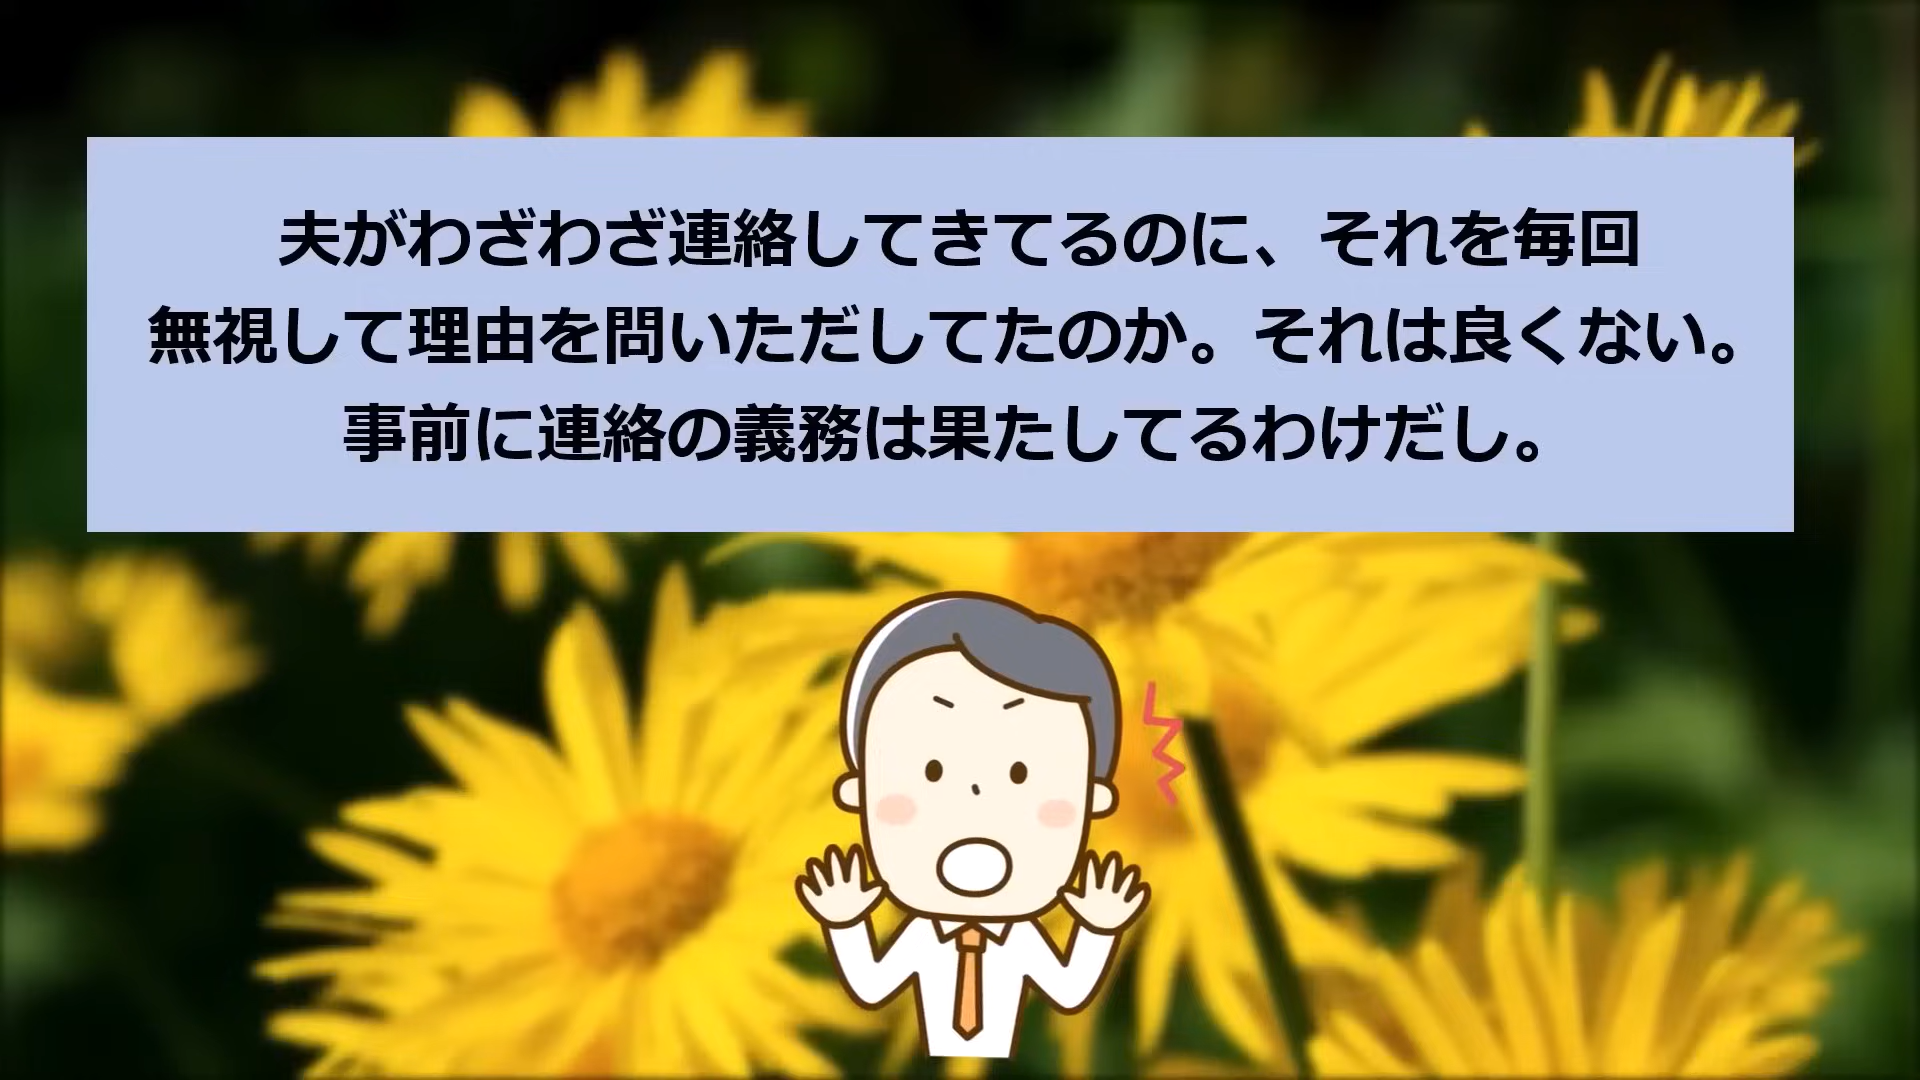 夫がわざわざ連絡してきてるのに、それを毎回
無視して理由を問いただしてたのか。それは良くない。
事前に連絡の義務は果たしてるわけだし。